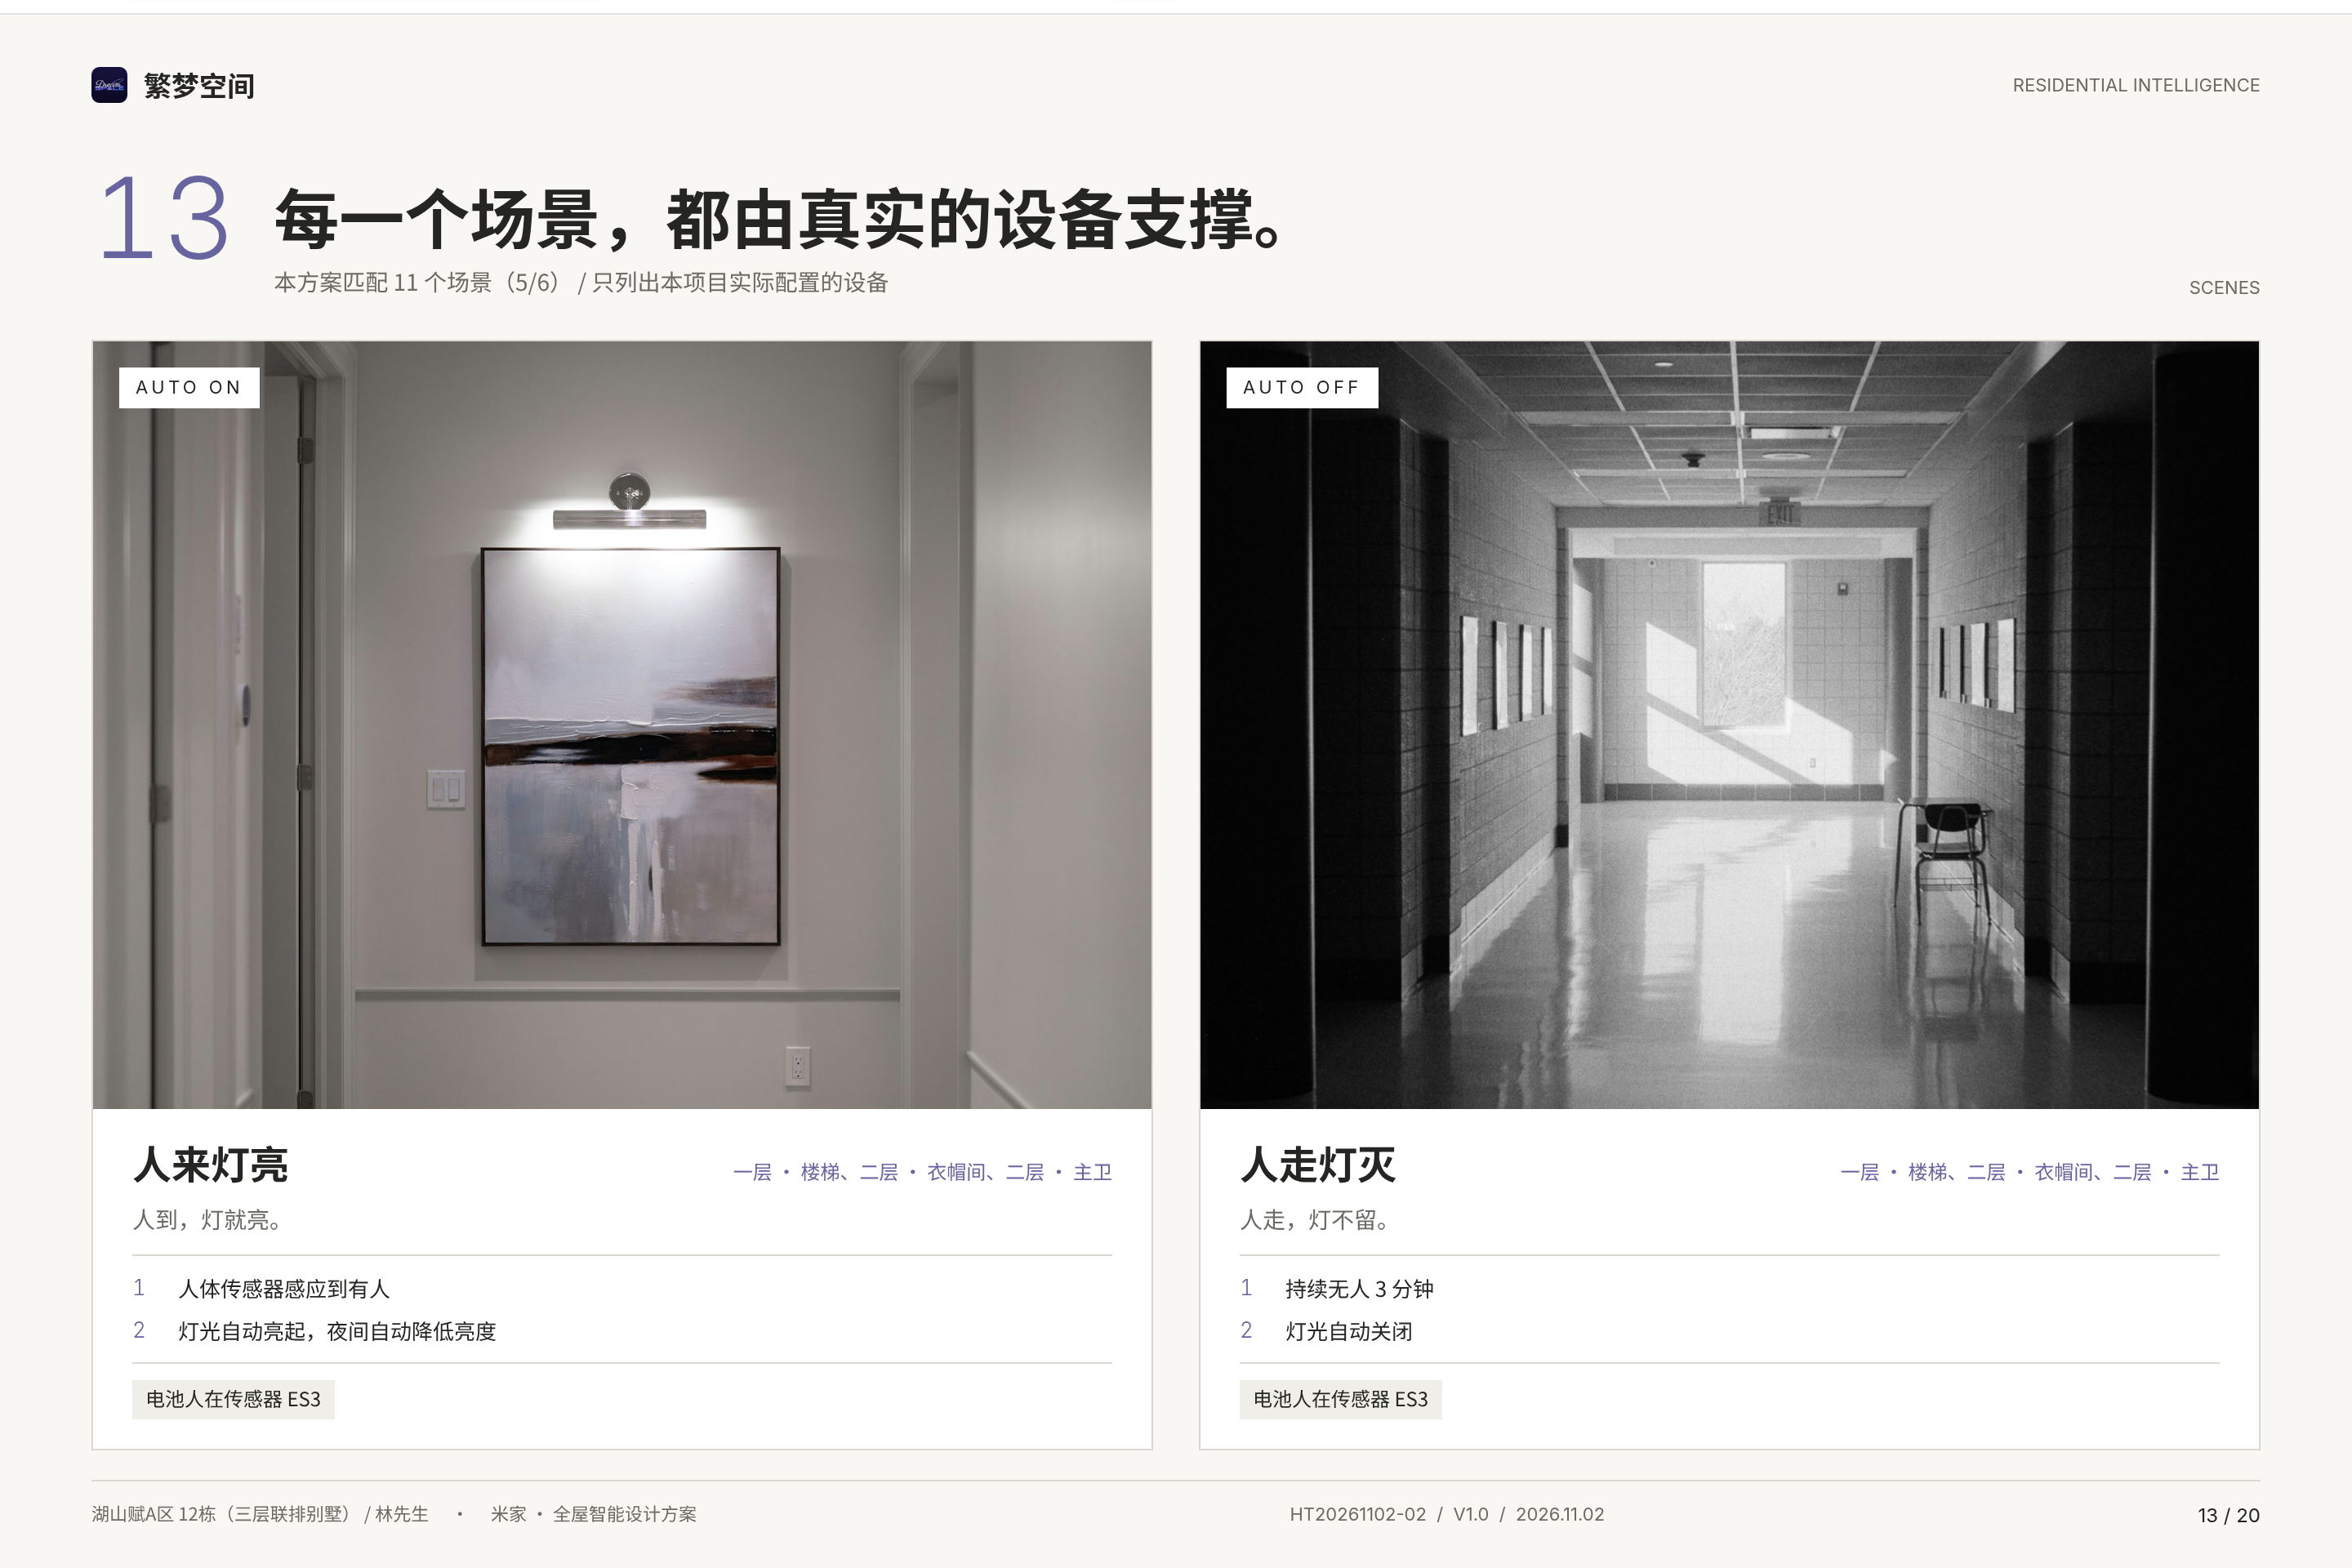 Dream
繁梦空间
RESIDENTIAL INTELLIGENCE
13
每一个场景，都由真实的设备支撑。
本方案匹配 11 个场景（5/6） / 只列出本项目实际配置的设备
SCENES
AUTO ON
AUTO OFF
EXIT
人来灯亮
一层 · 楼梯、二层 · 衣帽间、二层 · 主卫
人到，灯就亮。
1 人体传感器感应到有人
2 灯光自动亮起，夜间自动降低亮度
电池人在传感器 ES3
人走灯灭
一层 · 楼梯、二层 · 衣帽间、二层 · 主卫
人走，灯不留。
1 持续无人 3 分钟
2 灯光自动关闭
电池人在传感器 ES3
湖山赋A区 12栋（三层联排别墅） / 林先生 · 米家 · 全屋智能设计方案
HT20261102-02 / V1.0 / 2026.11.02
13 / 20